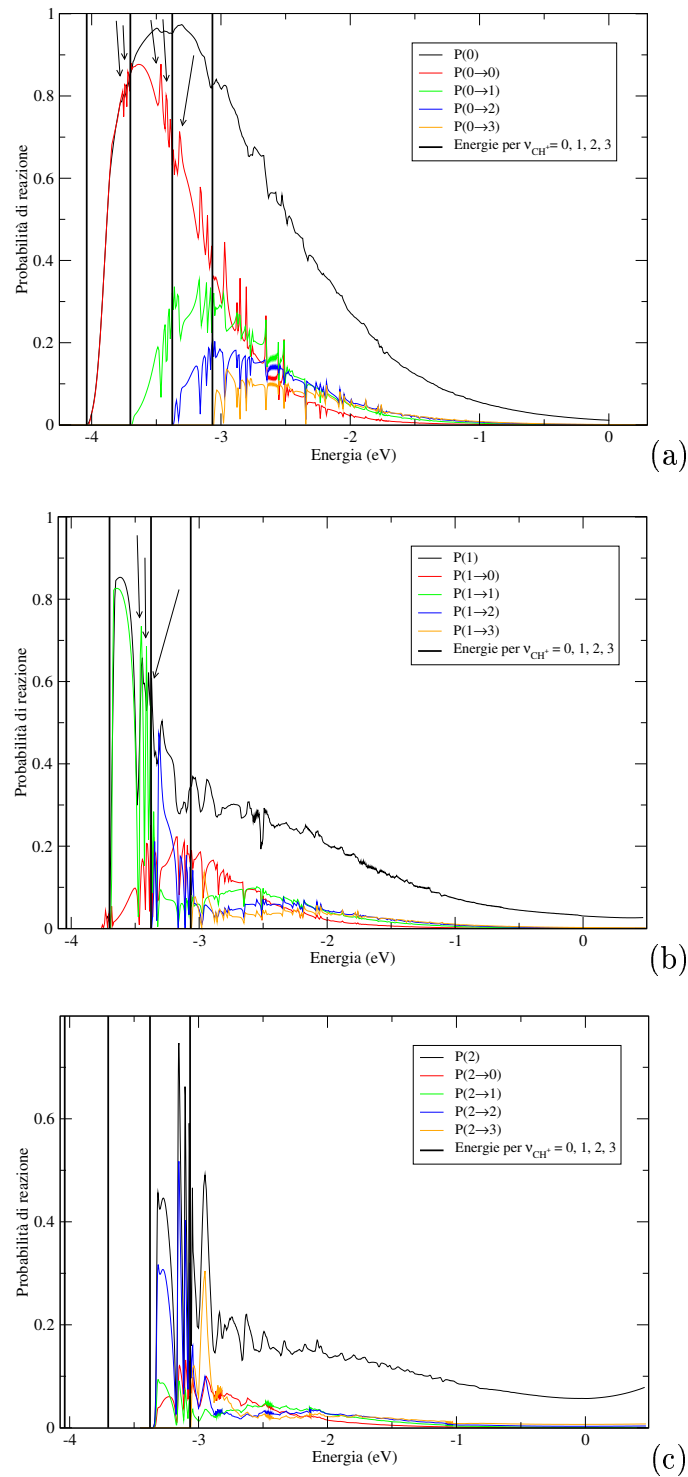 1
0.8
0.6
0.4
0.2
0
Probabilità di reazione
P(0)
P(0→0)
P(0→1)
P(0→2)
P(0→3)
Energie per νCH⁺= 0, 1, 2, 3
-4 -3 -2 -1 0
Energia (eV)
(a)
1
0.8
0.6
0.4
0.2
0
Probabilità di reazione
P(1)
P(1→0)
P(1→1)
P(1→2)
P(1→3)
Energie per νCH⁺ = 0, 1, 2, 3
-4 -3 -2 -1 0
Energia (eV)
(b)
0.6
0.4
0.2
0
Probabilità di reazione
P(2)
P(2→0)
P(2→1)
P(2→2)
P(2→3)
Energie per νCH⁺ = 0, 1, 2, 3
-4 -3 -2 -1 0
Energia (eV)
(c)